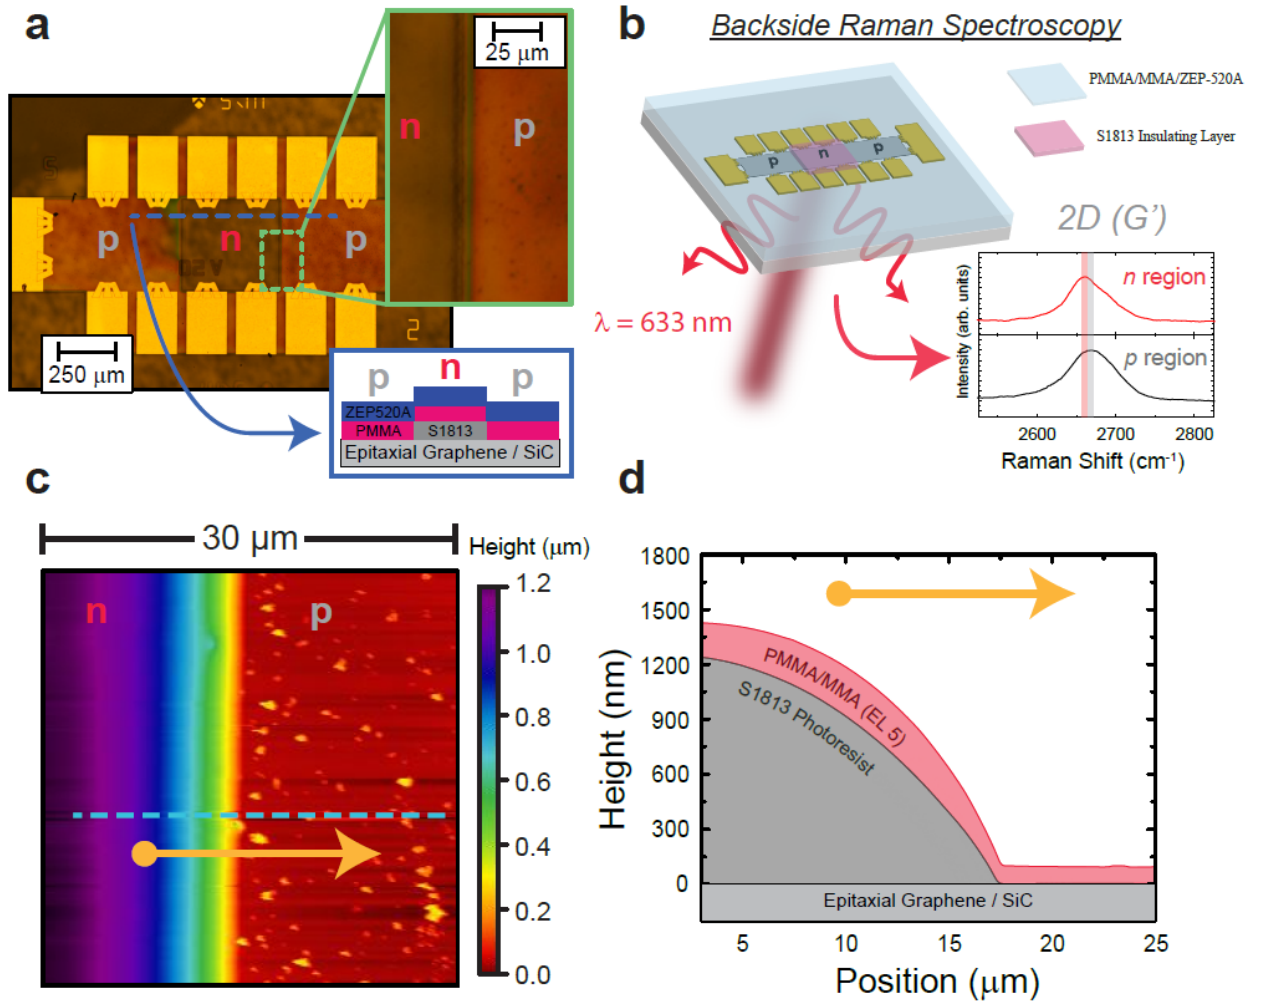 a
25 μm
n
p
p
n
p
250 μm
2
p
n
p
ZEP520A
PMMA
S1813
Epitaxial Graphene / SiC
b
Backside Raman Spectroscopy
PMMA/MMA/ZEP-520A
S1813 Insulating Layer
p
n
p
λ = 633 nm
2D (G’)
n region
p region
Intensity (arb. units)
2600
2700
2800
Raman Shift (cm-1)
c
30 μm
Height (μm)
n
p
1.2
1.0
0.8
0.6
0.4
0.2
0.0
d
1800
1500
1200
900
600
300
0
Height (nm)
PMMA/MMA (EL 5)
S1813 Photoresist
Epitaxial Graphene / SiC
5
10
15
20
25
Position (μm)